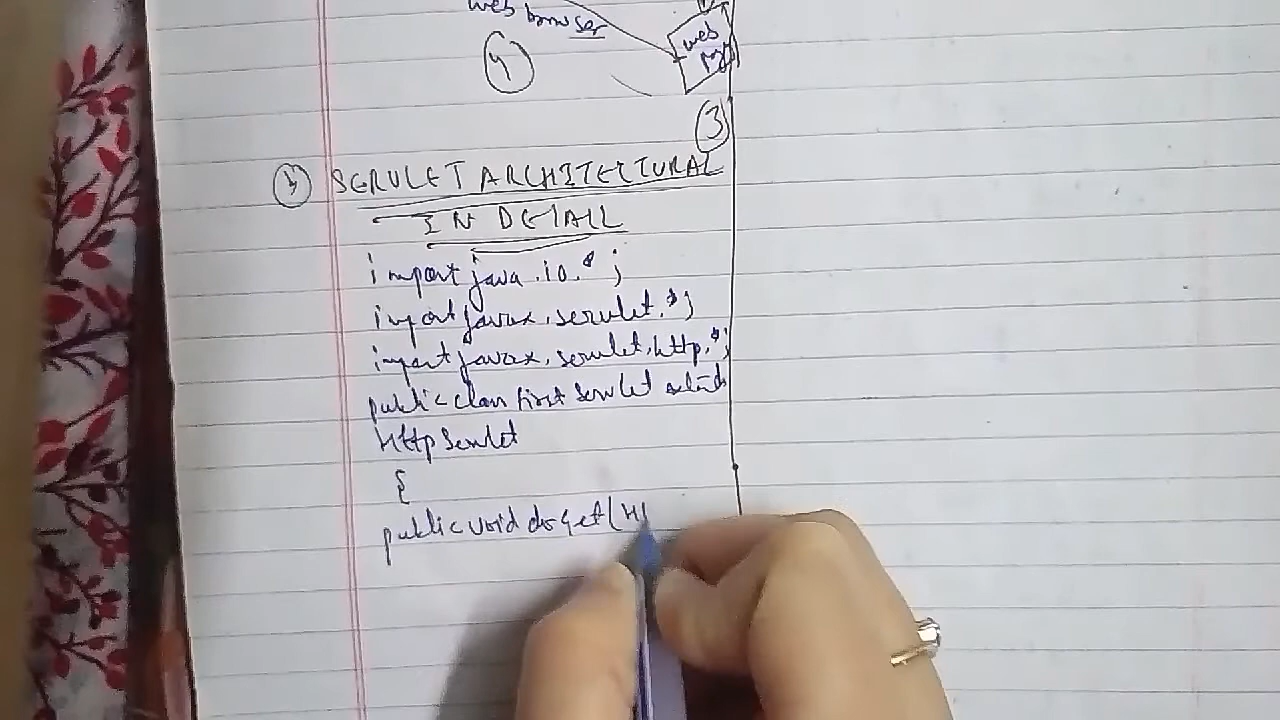 web browser
web page
4
3
SERVLET ARCHITECTURAL
IN DETAIL
import java.io.*;
import javax.servlet.*;
import javax.servlet.http.*;
public class first Servlet extends
HttpServlet
{
public void doGet(H